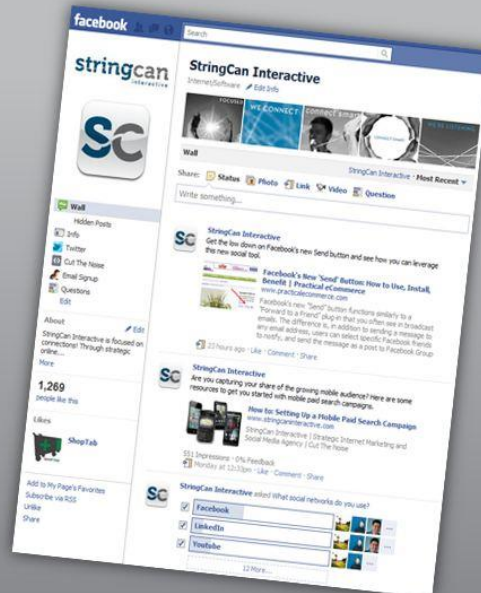 facebook
Search
stringcan
interactive
SC
StringCan Interactive
Internet/Software Edit Info
FOCUSED
WE CONNECT
connect smart
WE'RE LISTENING
Wall
StringCan Interactive · Most Recent
Share: Status Photo Link Video Question
Write something...
Wall
Hidden Posts
Info
Twitter
Cut The Noise
Email Signup
Questions
Edit
About
Edit
StringCan Interactive is focused on
connections! Through strategic
online....
More
1,269
people like this
Likes
ShopTab
Add to My Page's Favorites
Subscribe via RSS
Unlike
Share
SC
StringCan Interactive
Get the low down on Facebook's new Send button and see how you can leverage
this new social tool.
Facebook's New 'Send' Button: How to Use, Install,
Benefit | Practical eCommerce
www.practicalecommerce.com
Facebook's new "Send" button functions similarly to a
"Forward to a Friend" plug-in that you often see in broadcast
emails. The difference is, in addition to sending a message to
any email address, users can select specific Facebook friends
to notify, and send the message as a post to Facebook Group
22 hours ago · Like · Comment · Share
SC
StringCan Interactive
Are you capturing your share of the growing mobile audience? Here are some
resources to get you started with mobile paid search campaigns.
How to: Setting Up a Mobile Paid Search Campaign
www.stringcaninteractive.com
StringCan Interactive | Strategic Internet Marketing and
Social Media Agency | Cut The Noise
551 Impressions · 0% Feedback
Monday at 12:33pm · Like · Comment · Share
SC
StringCan Interactive asked What social networks do you use?
Facebook
LinkedIn
Youtube
12 More...